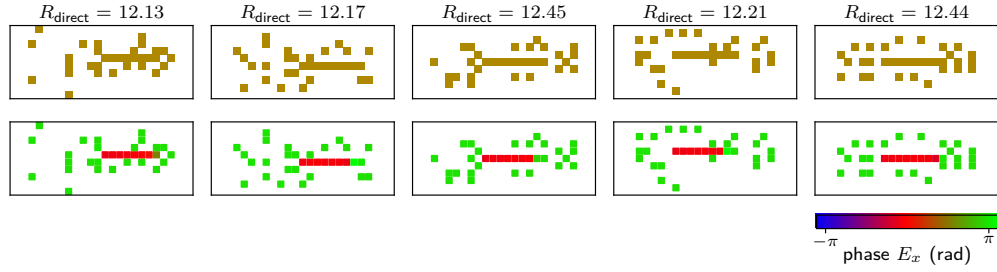 R_direct = 12.13 R_direct = 12.17 R_direct = 12.45 R_direct = 12.21 R_direct = 12.44
−π π
phase E_x (rad)